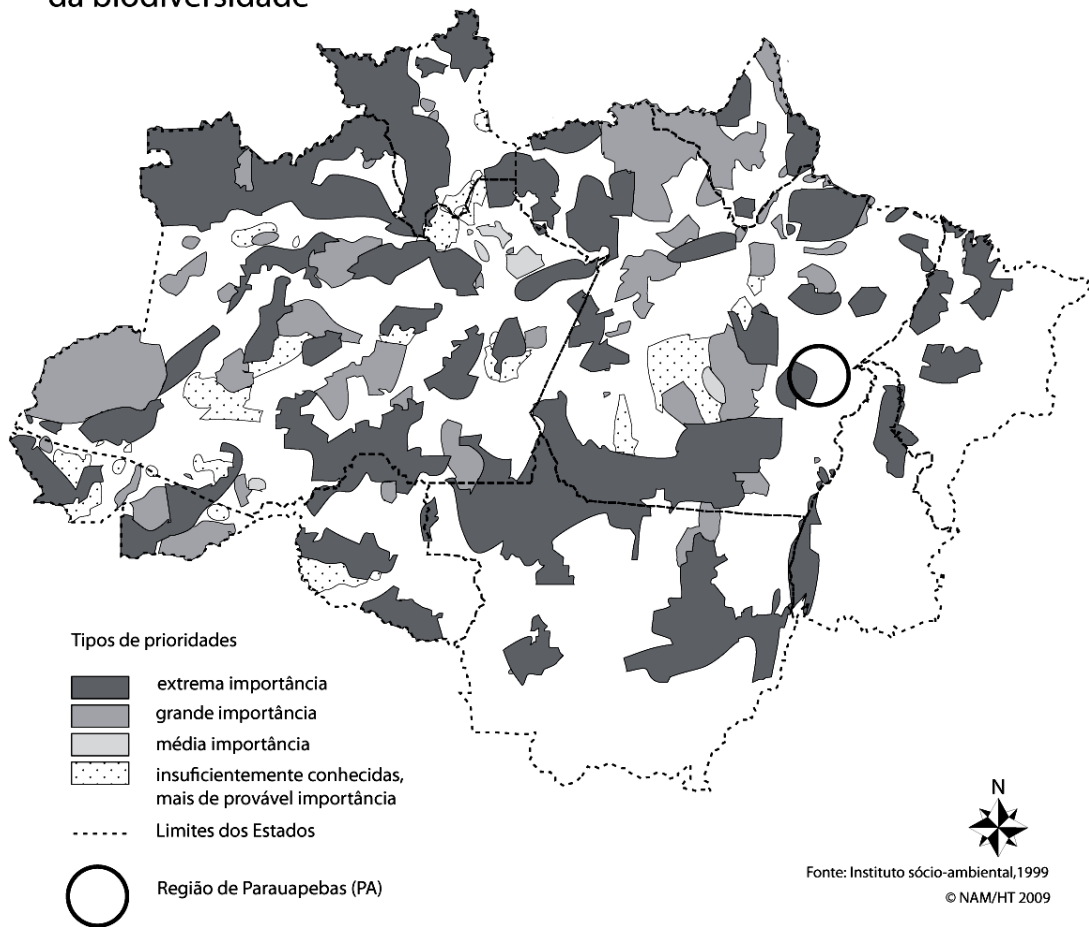 da biodiversidade
Tipos de prioridades
extrema importância
grande importância
média importância
insuficientemente conhecidas,
mais de provável importância
Limites dos Estados
Região de Parauapebas (PA)
N
Fonte: Instituto sócio-ambiental,1999
© NAM/HT 2009